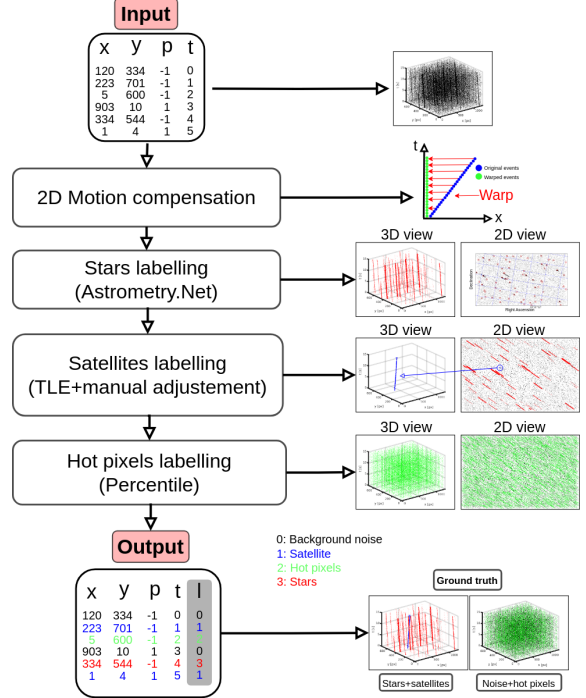 Input
x y p t
120 334 -1 0
223 701 -1 1
5 600 -1 2
903 10 1 3
334 544 -1 4
1 4 1 5
2D Motion compensation
t
Original events
Warped events
Warp
x
Stars labelling
(Astrometry.Net)
3D view
2D view
Declination
Right Ascension
Satellites labelling
(TLE+manual adjustement)
3D view
2D view
Hot pixels labelling
(Percentile)
3D view
2D view
Output
0: Background noise
1: Satellite
2: Hot pixels
3: Stars
x y p t l
120 334 -1 0 0
223 701 -1 1 1
5 600 -1 2
903 10 1 3 0
334 544 -1 4 3
1 4 1 5 1
Ground truth
Stars+satellites
Noise+hot pixels